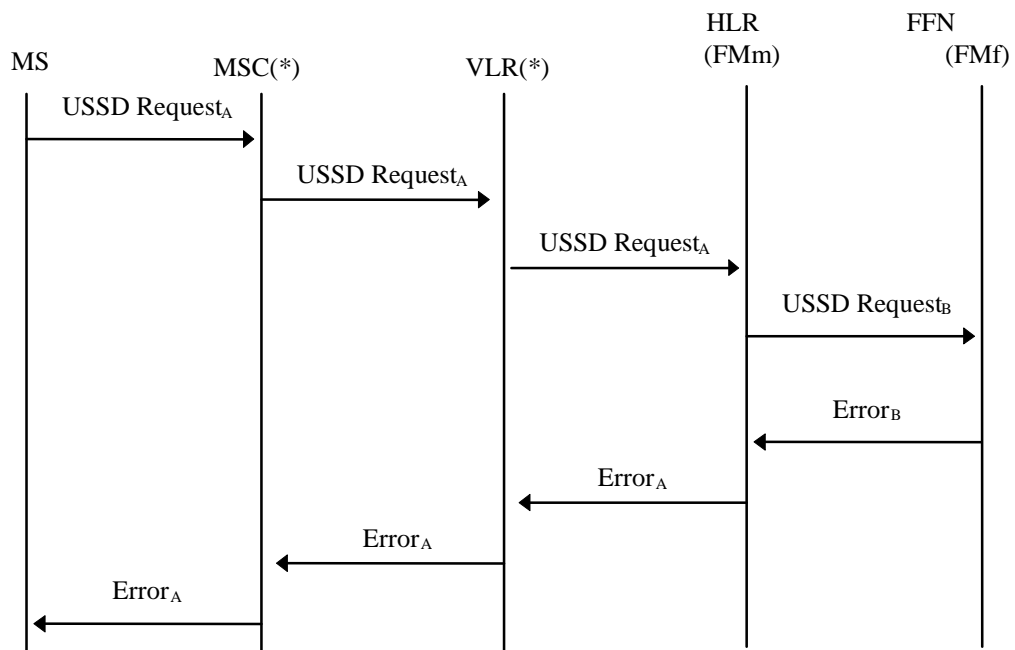 HLR
FFN
MS
MSC(*)
VLR(*)
(FMm)
(FMf)
USSD RequestA
USSD RequestA
USSD RequestA
USSD RequestB
ErrorB
ErrorA
ErrorA
ErrorA